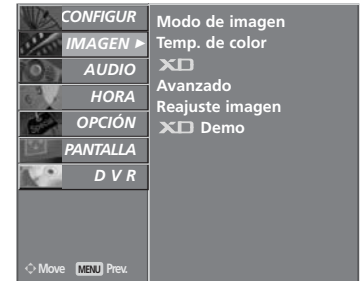 CONFIGUR
IMAGEN ►
AUDIO
HORA
OPCIÓN
PANTALLA
D V R
Move MENU Prev.
Modo de imagen
Temp. de color
XD
Avanzado
Reajuste imagen
XD Demo